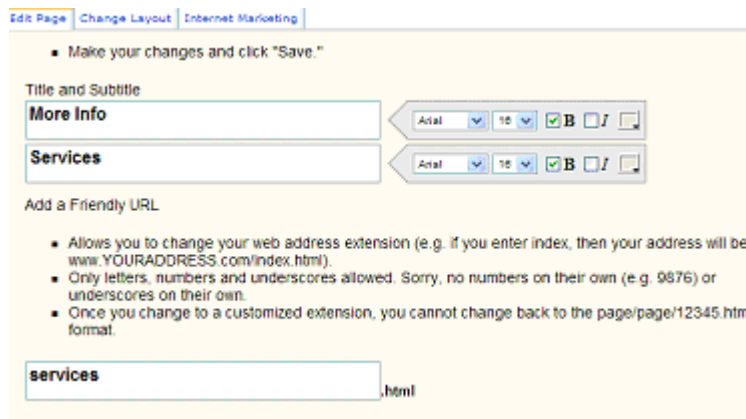 Edit Page Change Layout Internet Marketing
Make your changes and click "Save."
Title and Subtitle
More Info
Arial 16 B I
Services
Arial 16 B I
Add a Friendly URL
Allows you to change your web address extension (e.g. if you enter index, then your address will be
www.YOURADDRESS.com/index.html).
Only letters, numbers and underscores allowed. Sorry, no numbers on their own (e.g. 9876) or
underscores on their own.
Once you change to a customized extension, you cannot change back to the page/page/12345.htm
format.
services
.html